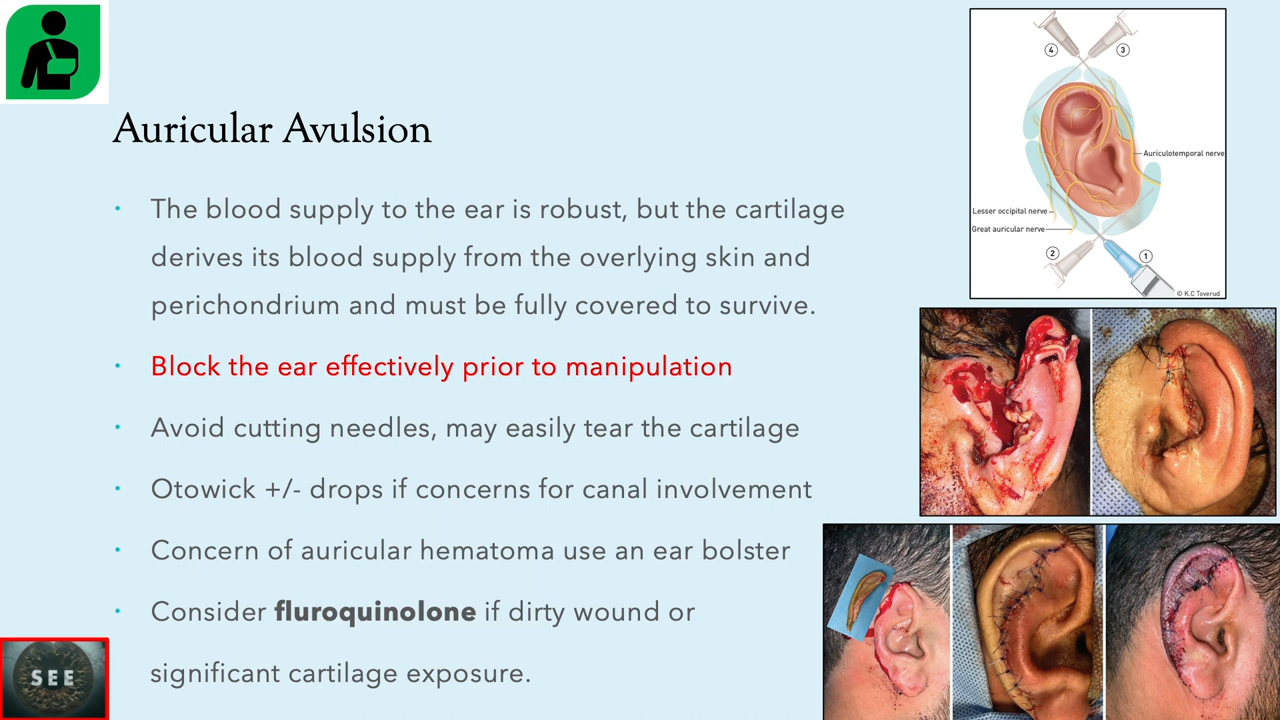 Auricular Avulsion
The blood supply to the ear is robust, but the cartilage
derives its blood supply from the overlying skin and
perichondrium and must be fully covered to survive.
Block the ear effectively prior to manipulation
Avoid cutting needles, may easily tear the cartilage
Otowick +/- drops if concerns for canal involvement
Concern of auricular hematoma use an ear bolster
Consider fluroquinolone if dirty wound or
significant cartilage exposure.
SEE
4
3
Auriculotemporal nerve
Lesser occipital nerve
Great auricular nerve
2
1
© K.C Toverud